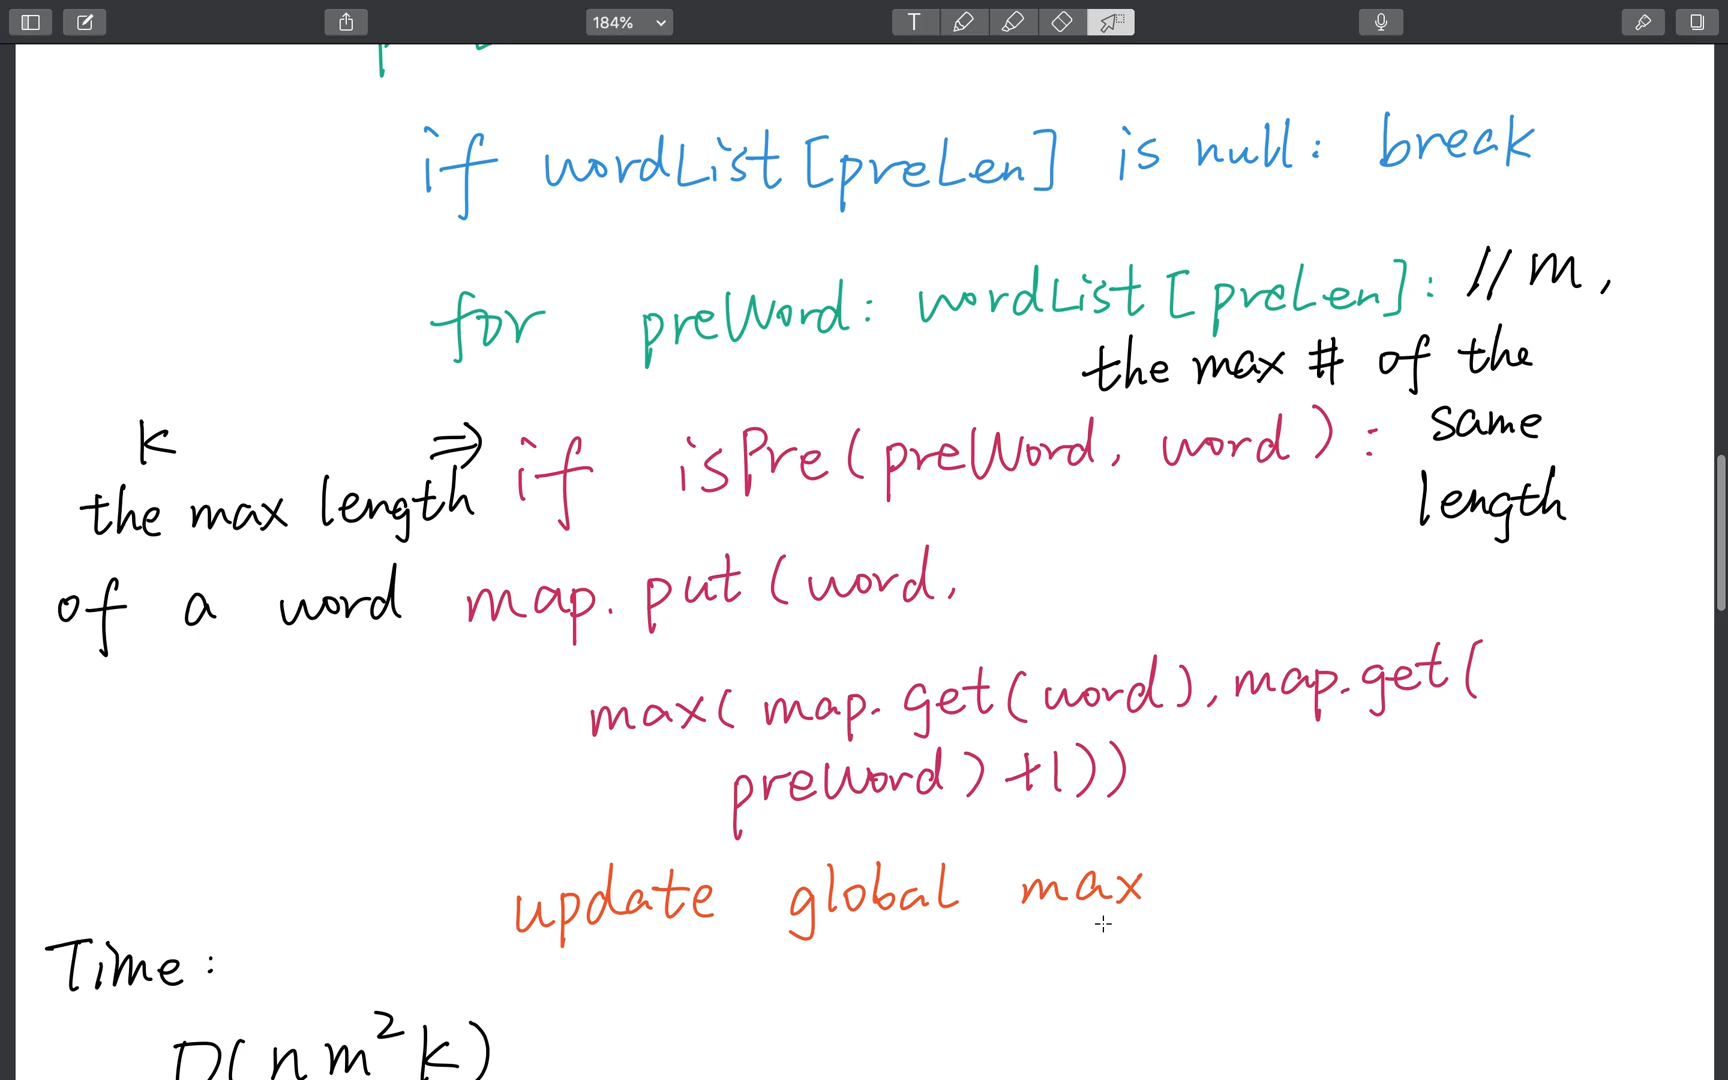 184%
T
if wordList[preLen] is null: break
for preWord: wordList[preLen]: // m,
the max # of the
same
length
k
the max length
of a word
⇒ if isPre(preWord, word):
map.put(word,
max(map.get(word), map.get(
preWord)+1))
update global max
Time:
O(nm²k)